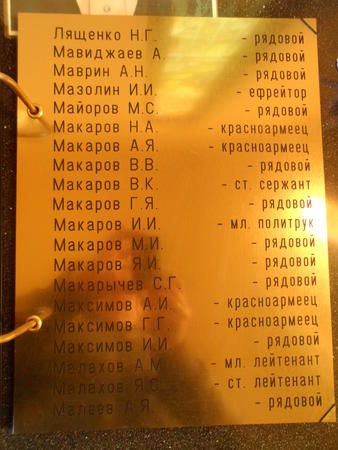 Лященко Н.Г. - рядовой
Мавиджаев А. - рядовой
Маврин А.Н. - рядовой
Мазолин И.И. - ефрейтор
Майоров М.С. - рядовой
Макаров Н.А. - красноармеец
Макаров А.Я. - красноармеец
Макаров В.В. - рядовой
Макаров В.К. - ст. сержант
Макаров Г.Я. - рядовой
Макаров И.И. - мл. политрук
Макаров М.И. - рядовой
Макаров Я.И. - рядовой
Макарычев С.Г. - рядовой
Максимов А.И. - красноармеец
Максимов Г.Г. - красноармеец
Максимов И.И. - рядовой
Малахов А.М. - мл. лейтенант
Малахов Я.С. - ст. лейтенант
Малеев А.Я. - рядовой